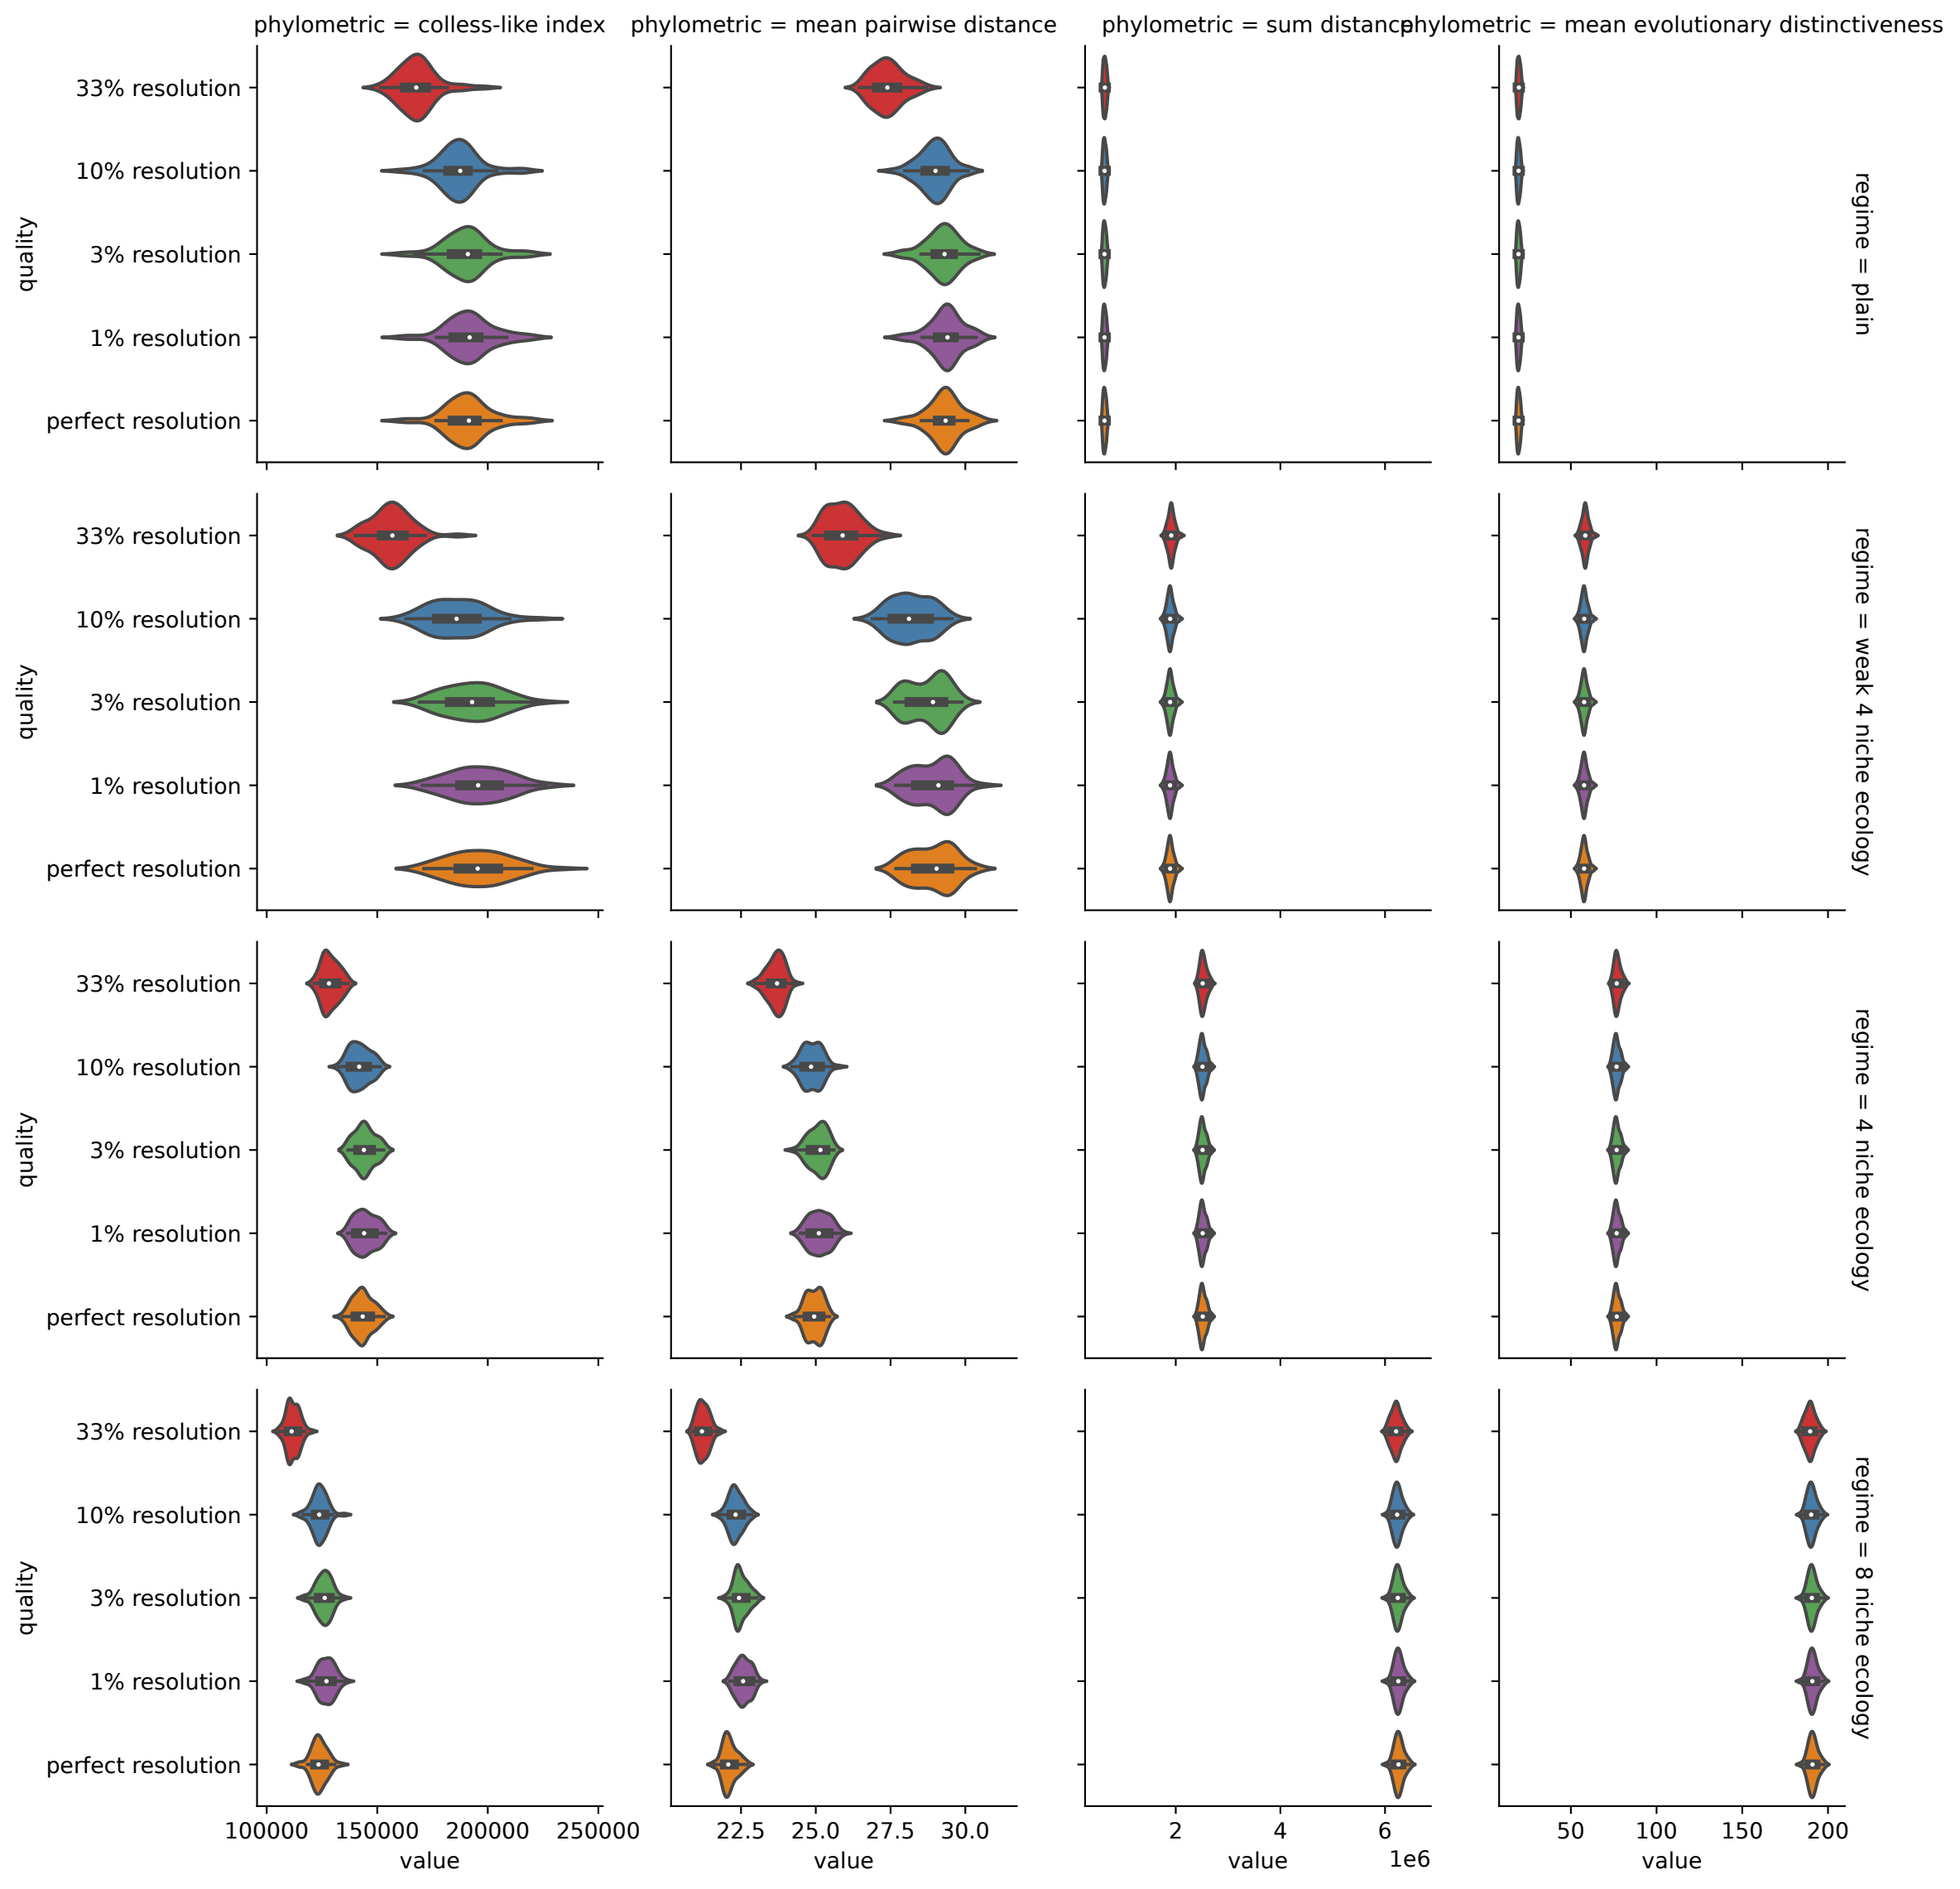 phylometric = colless-like index
phylometric = mean pairwise distance
phylometric = sum distance
phylometric = mean evolutionary distinctiveness
quality
33% resolution
10% resolution
3% resolution
1% resolution
perfect resolution
regime = plain
quality
33% resolution
10% resolution
3% resolution
1% resolution
perfect resolution
regime = weak 4 niche ecology
quality
33% resolution
10% resolution
3% resolution
1% resolution
perfect resolution
regime = 4 niche ecology
quality
33% resolution
10% resolution
3% resolution
1% resolution
perfect resolution
regime = 8 niche ecology
100000 150000 200000 250000
value
22.5 25.0 27.5 30.0
value
2 4 6
value
1e6
50 100 150 200
value